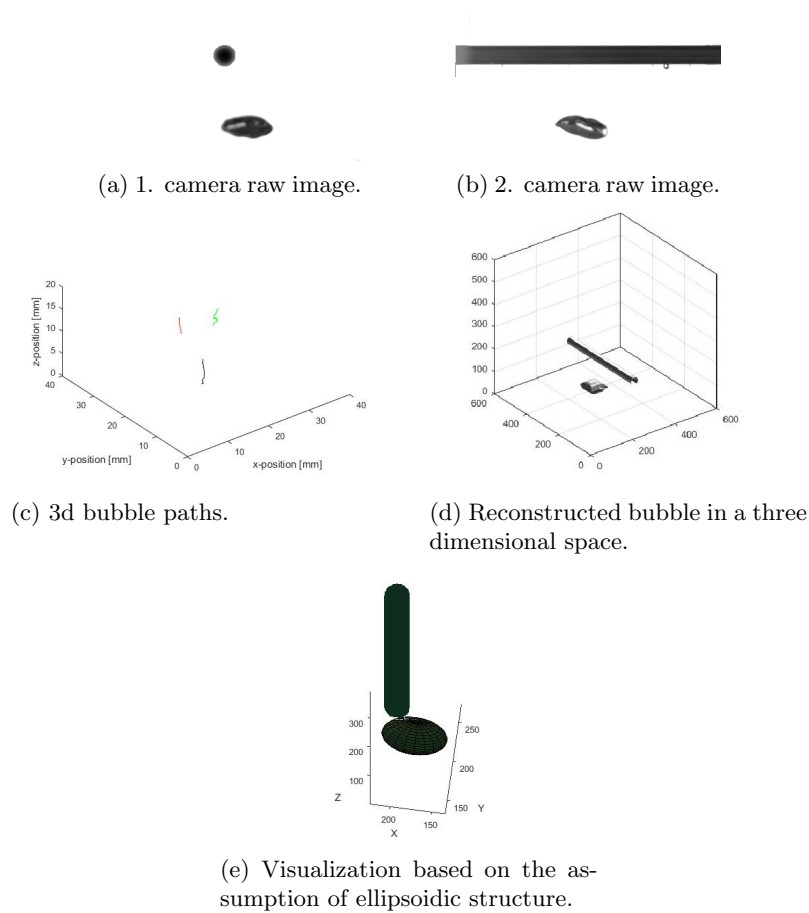 (a) 1. camera raw image.
(b) 2. camera raw image.
20
15
10
5
0
z-position [mm]
40
30
20
10
0
y-position [mm]
0
10
20
30
40
x-position [mm]
(c) 3d bubble paths.
600
500
400
300
200
100
0
600
400
200
0
0
200
400
600
(d) Reconstructed bubble in a three
dimensional space.
300
200
100
Z
200
150
X
250
200
150
Y
(e) Visualization based on the as-
sumption of ellipsoidic structure.